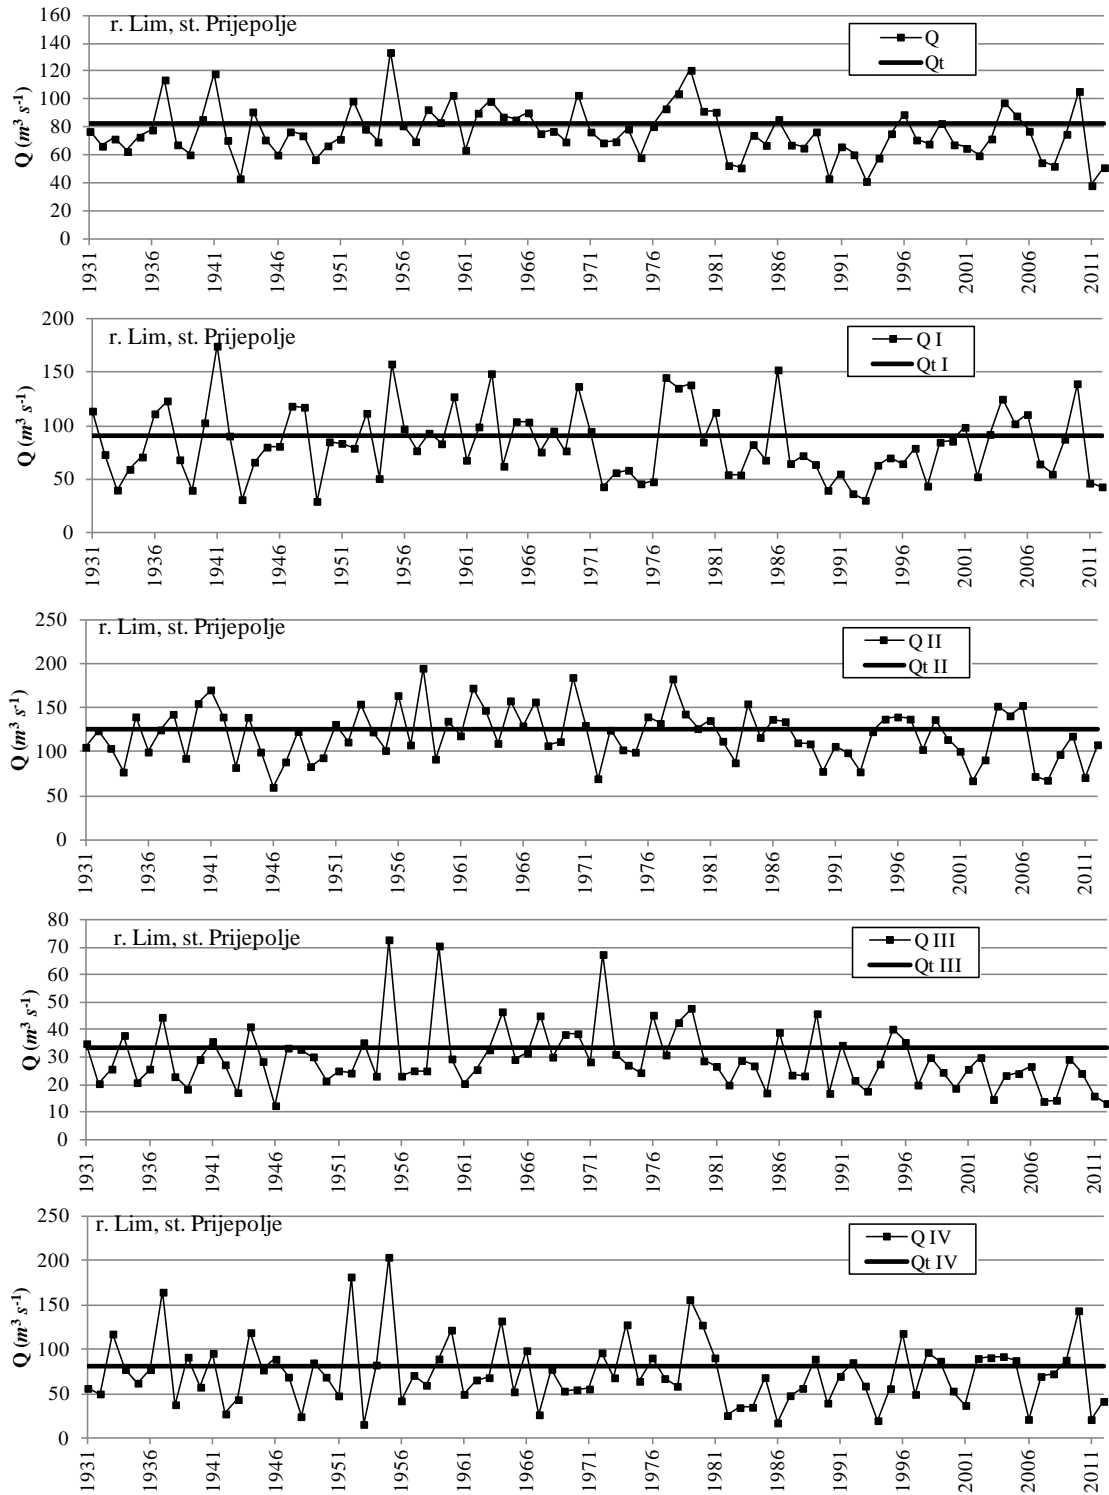 r. Lim, st. Prijepolje
Q (m³ s⁻¹)
160
140
120
100
80
60
40
20
0
Q
Qt
1931 1936 1941 1946 1951 1956 1961 1966 1971 1976 1981 1986 1991 1996 2001 2006 2011
r. Lim, st. Prijepolje
Q (m³ s⁻¹)
200
150
100
50
0
Q I
Qt I
1931 1936 1941 1946 1951 1956 1961 1966 1971 1976 1981 1986 1991 1996 2001 2006 2011
r. Lim, st. Prijepolje
Q (m³ s⁻¹)
250
200
150
100
50
0
Q II
Qt II
1931 1936 1941 1946 1951 1956 1961 1966 1971 1976 1981 1986 1991 1996 2001 2006 2011
r. Lim, st. Prijepolje
Q (m³ s⁻¹)
80
70
60
50
40
30
20
10
0
Q III
Qt III
1931 1936 1941 1946 1951 1956 1961 1966 1971 1976 1981 1986 1991 1996 2001 2006 2011
r. Lim, st. Prijepolje
Q (m³ s⁻¹)
250
200
150
100
50
0
Q IV
Qt IV
1931 1936 1941 1946 1951 1956 1961 1966 1971 1976 1981 1986 1991 1996 2001 2006 2011